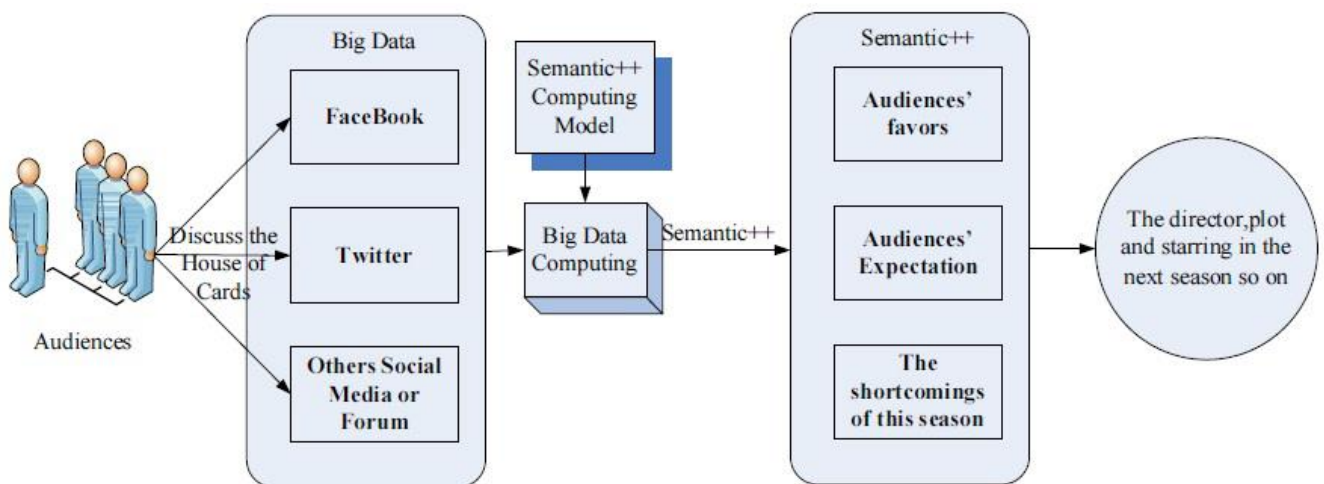 Big Data
FaceBook
Twitter
Others Social
Media or
Forum
Discuss the
House of
Cards
Audiences
Semantic++
Computing
Model
Big Data
Computing
Semantic++
Semantic++
Audiences’
favors
Audiences’
Expectation
The
shortcomings
of this season
The director,plot
and starring in the
next season so on